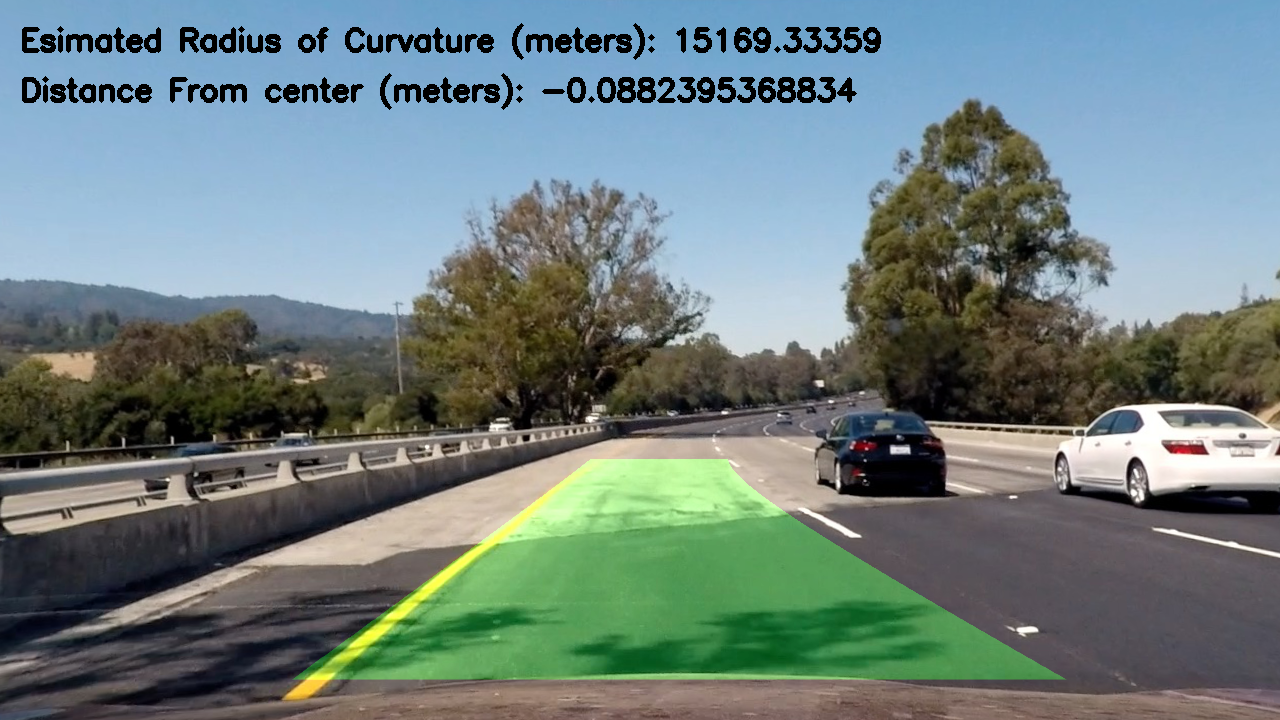 Esimated Radius of Curvature (meters): 15169.33359
Distance From center (meters): -0.0882395368834